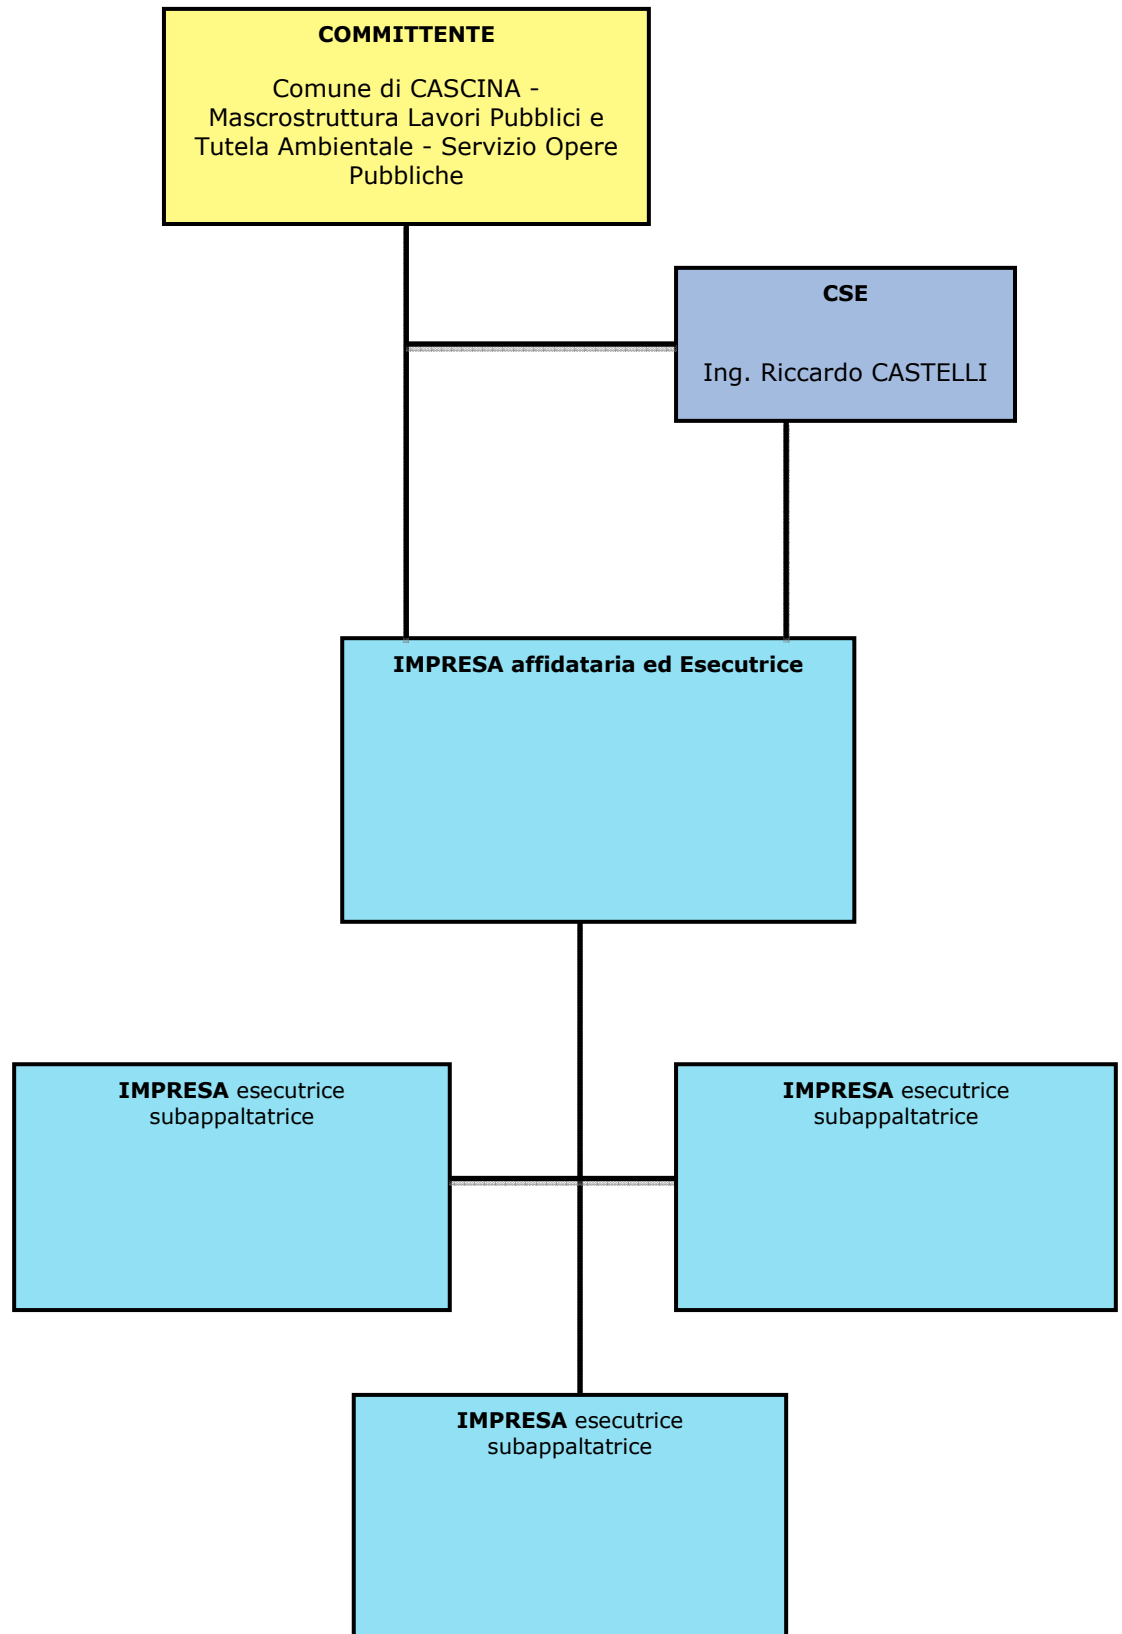 COMMITTENTE
Comune di CASCINA -
Mascrostruttura Lavori Pubblici e
Tutela Ambientale - Servizio Opere
Pubbliche
CSE
Ing. Riccardo CASTELLI
IMPRESA affidataria ed Esecutrice
IMPRESA esecutrice
subappaltatrice
IMPRESA esecutrice
subappaltatrice
IMPRESA esecutrice
subappaltatrice